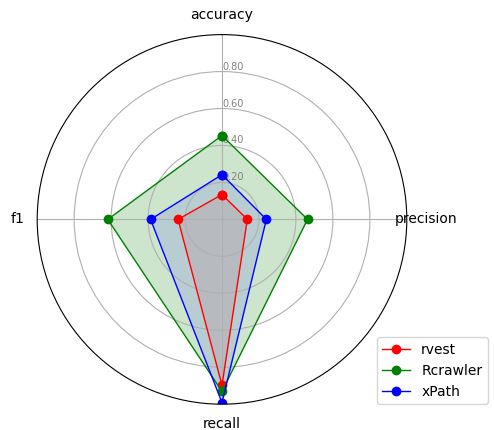 accuracy
0.80
0.60
0.40
0.20
f1
precision
rvest
Rcrawler
xPath
recall